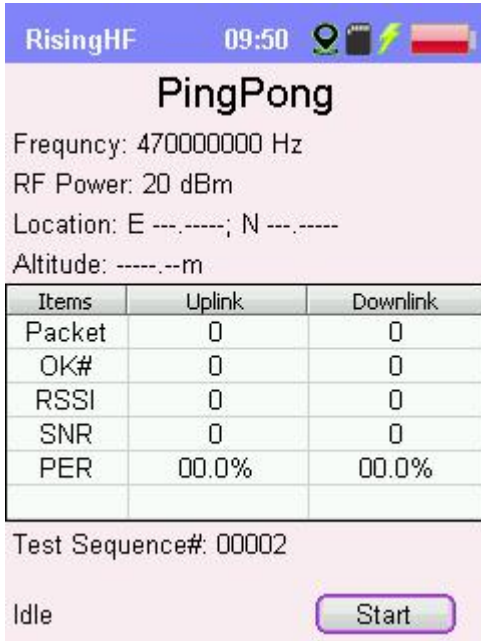 RisingHF 09:50
PingPong
Frequncy: 470000000 Hz
RF Power: 20 dBm
Location: E ---.-----; N ---.-----
Altitude: -----.--m
Items Uplink Downlink
Packet 0 0
OK# 0 0
RSSI 0 0
SNR 0 0
PER 00.0% 00.0%
Test Sequence#: 00002
Idle Start